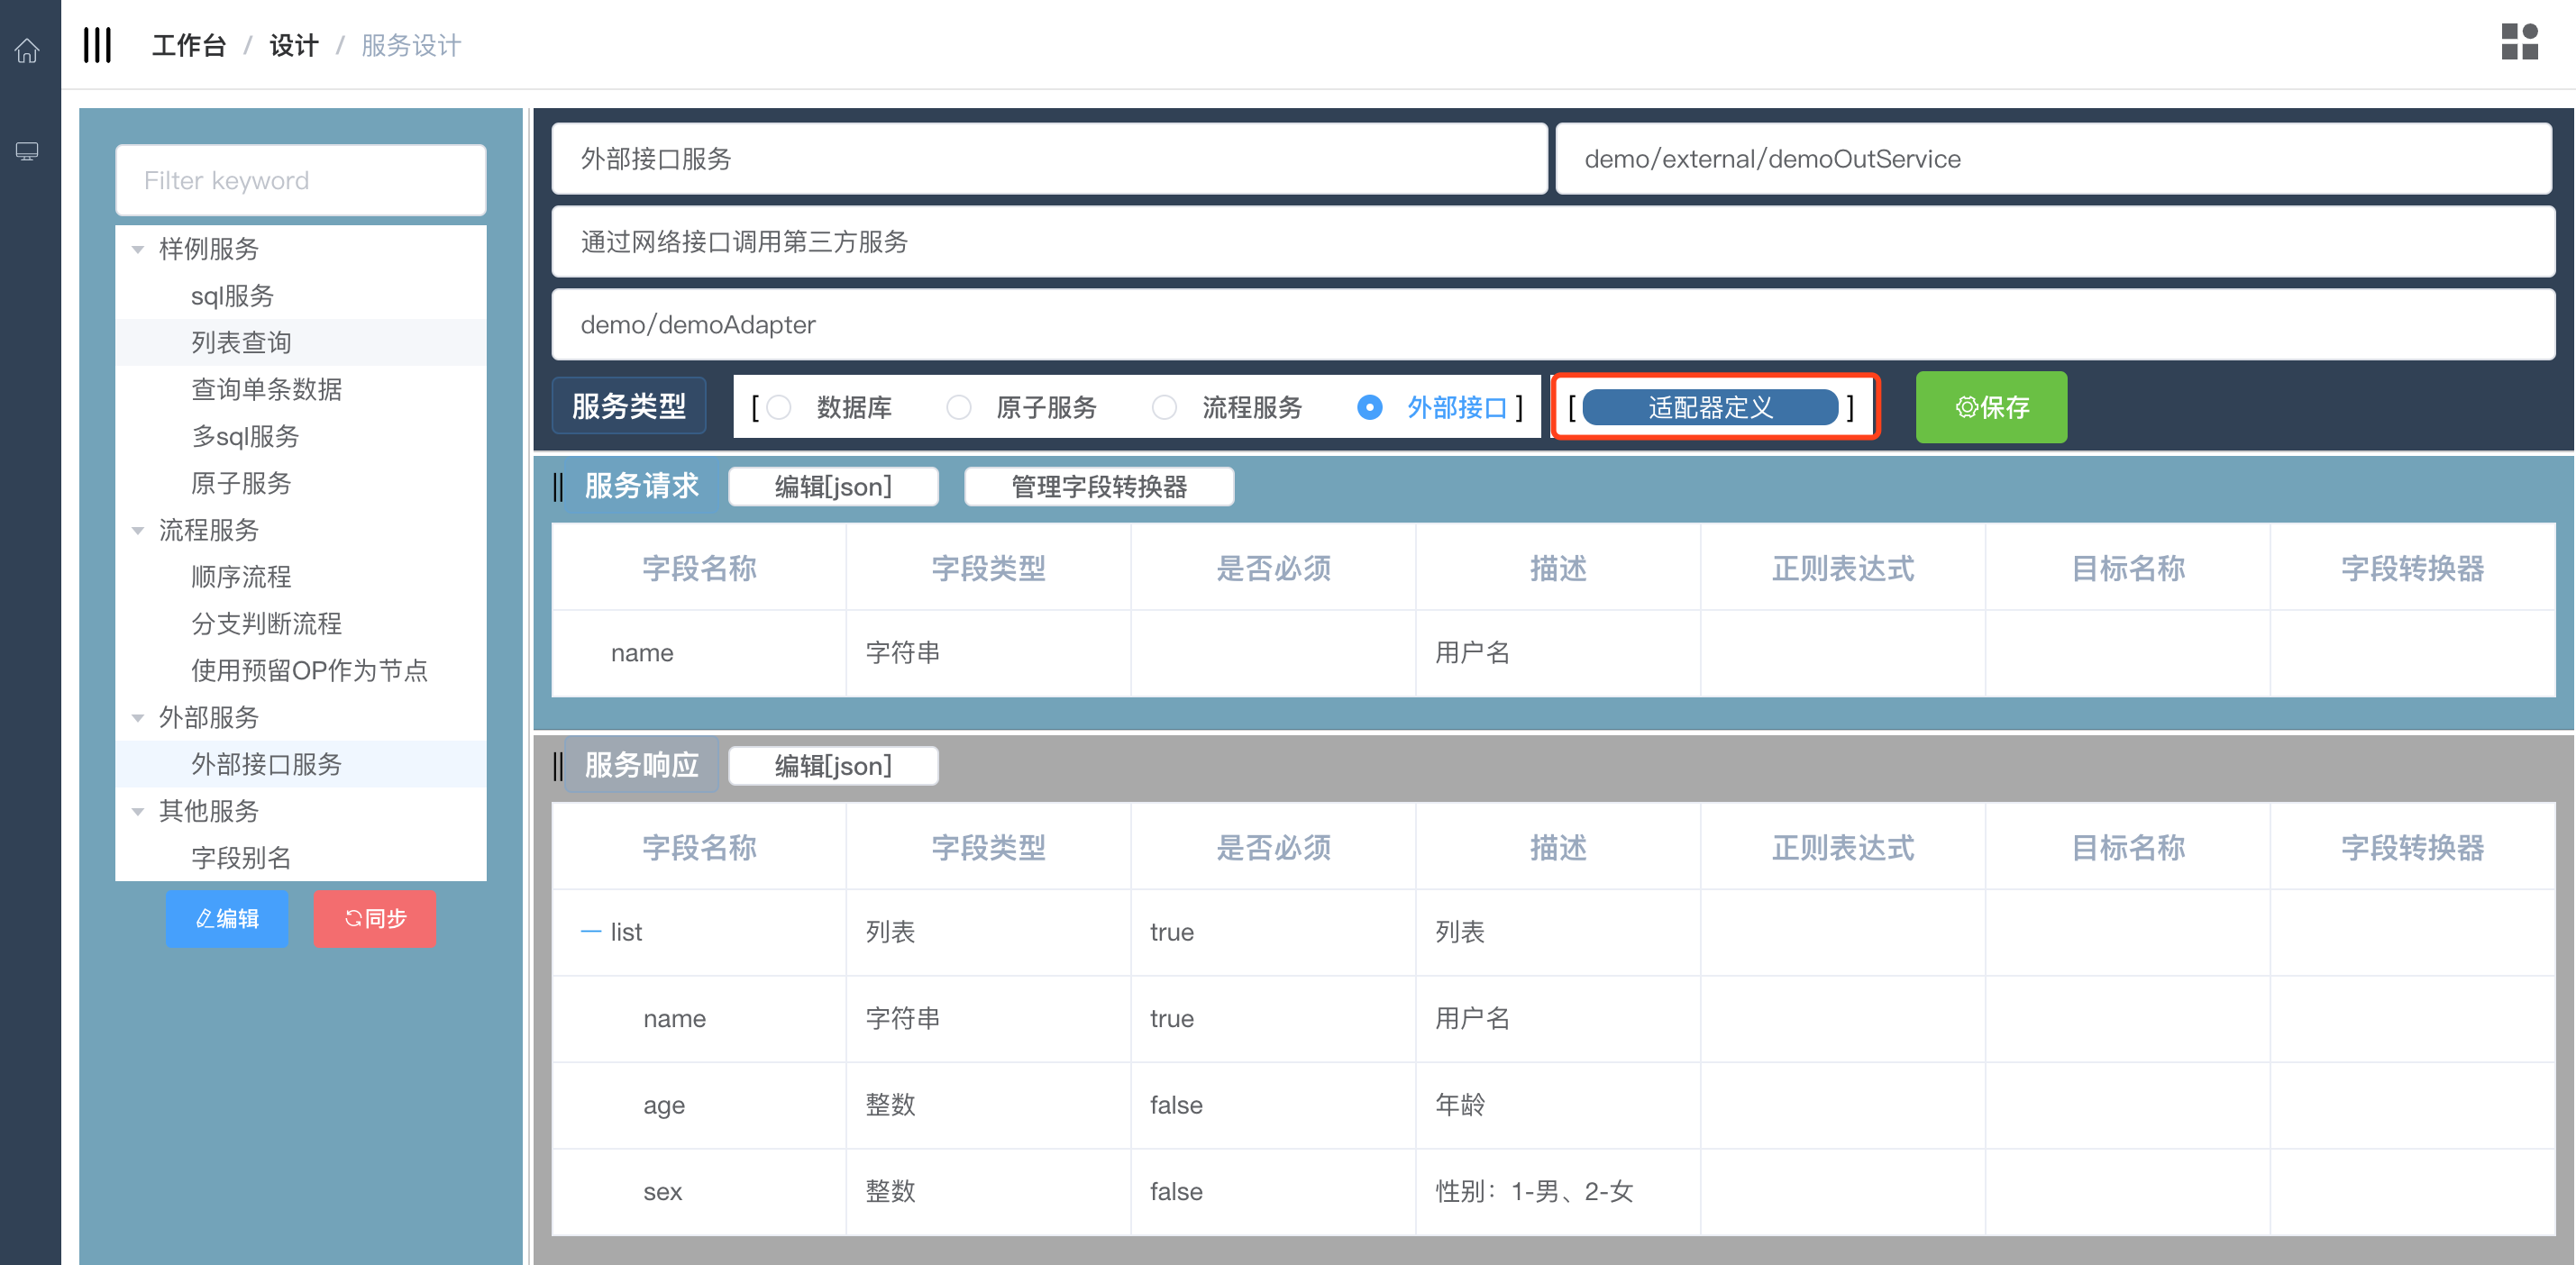 工作台 / 设计 / 服务设计
Filter keyword
样例服务
sql服务
列表查询
查询单条数据
多sql服务
原子服务
流程服务
顺序流程
分支判断流程
使用预留OP作为节点
外部服务
外部接口服务
其他服务
字段别名
编辑 同步
外部接口服务 demo/external/demoOutService
通过网络接口调用第三方服务
demo/demoAdapter
服务类型 [ 数据库 原子服务 流程服务 外部接口 ] [ 适配器定义 ] 保存
|| 服务请求 编辑[json] 管理字段转换器
字段名称 字段类型 是否必须 描述 正则表达式 目标名称 字段转换器
name 字符串 用户名
|| 服务响应 编辑[json]
字段名称 字段类型 是否必须 描述 正则表达式 目标名称 字段转换器
list 列表 true 列表
name 字符串 true 用户名
age 整数 false 年龄
sex 整数 false 性别：1-男、2-女